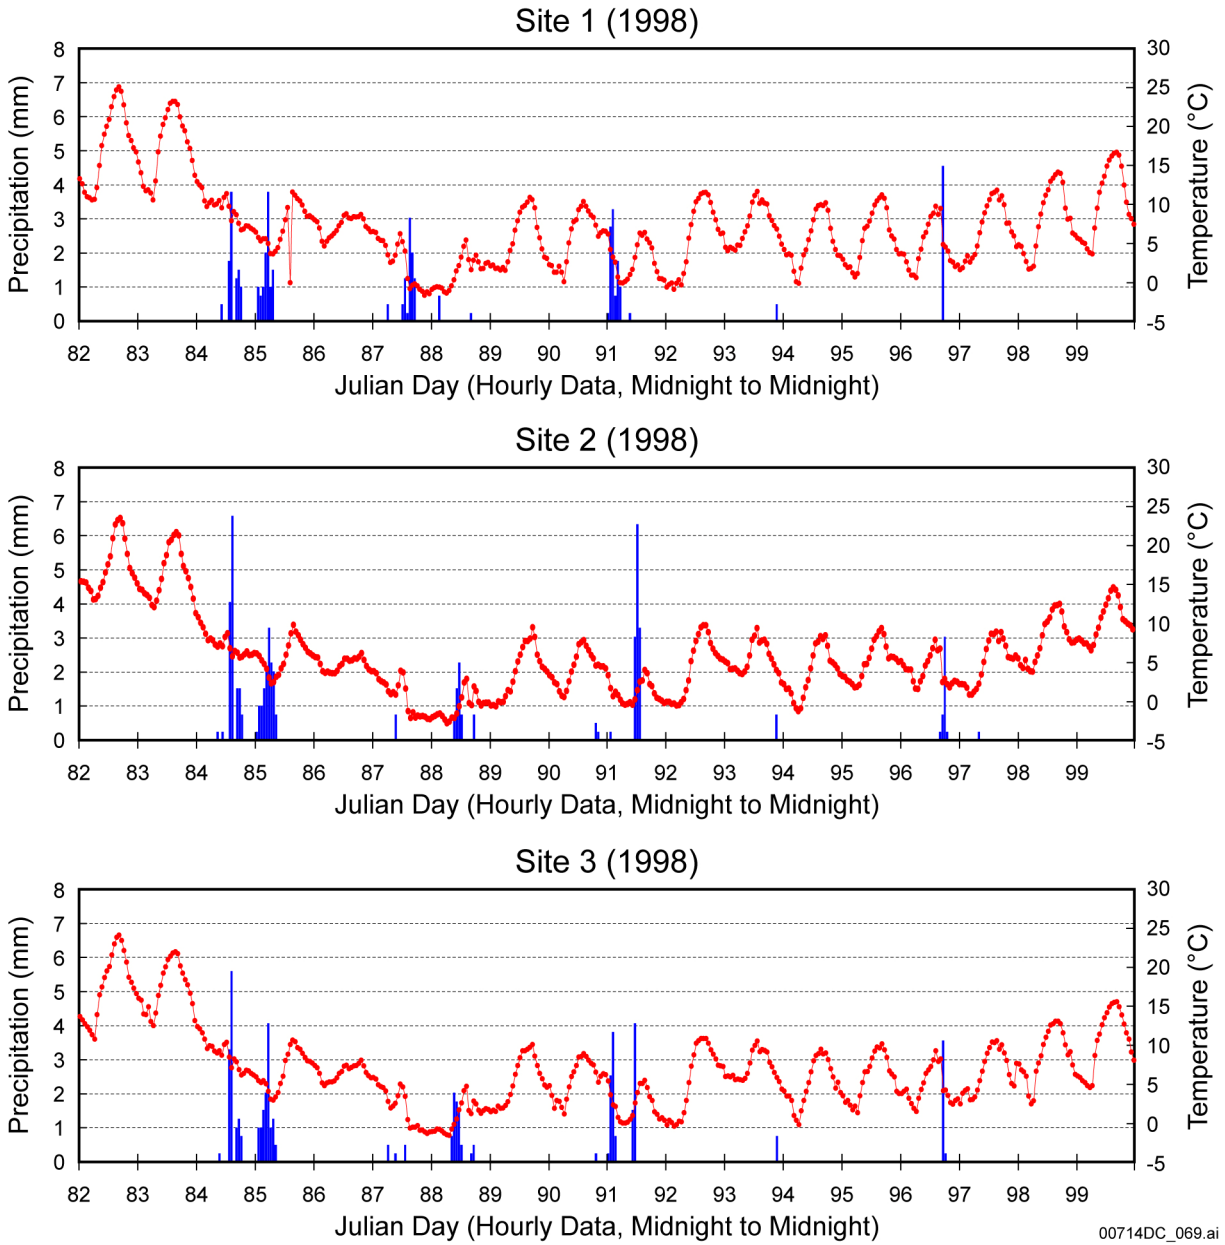 Site 1 (1998)
8 30
7 25
6 20
5 15
4 10
3 5
2 0
1 -5
0
Precipitation (mm)
Temperature (°C)
82 83 84 85 86 87 88 89 90 91 92 93 94 95 96 97 98 99
Julian Day (Hourly Data, Midnight to Midnight)
Site 2 (1998)
8 30
7 25
6 20
5 15
4 10
3 5
2 0
1 -5
0
Precipitation (mm)
Temperature (°C)
82 83 84 85 86 87 88 89 90 91 92 93 94 95 96 97 98 99
Julian Day (Hourly Data, Midnight to Midnight)
Site 3 (1998)
8 30
7 25
6 20
5 15
4 10
3 5
2 0
1 -5
0
Precipitation (mm)
Temperature (°C)
82 83 84 85 86 87 88 89 90 91 92 93 94 95 96 97 98 99
Julian Day (Hourly Data, Midnight to Midnight)
00714DC_069.ai